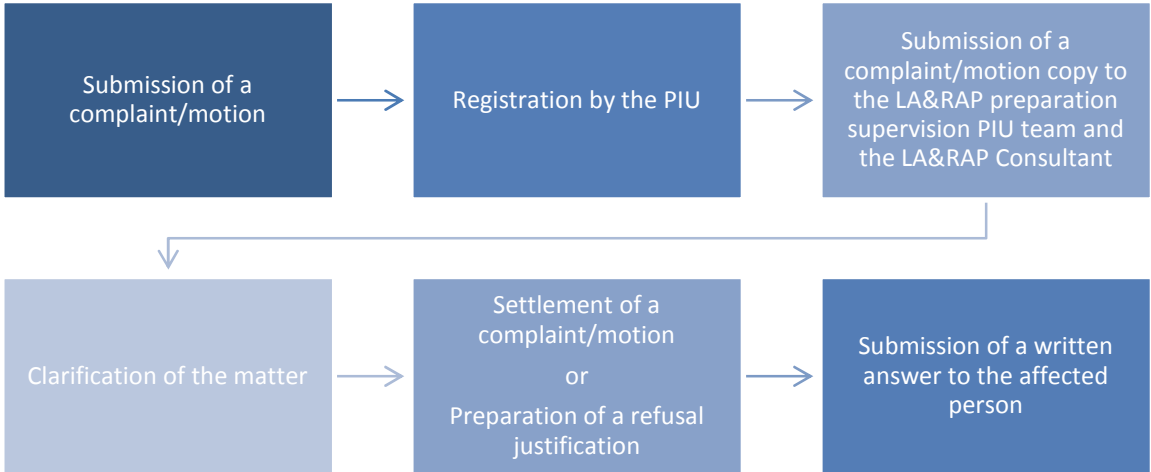 Submission of a
complaint/motion
Registration by the PIU
Submission of a
complaint/motion copy to
the LA&RAP preparation
supervision PIU team and
the LA&RAP Consultant
Clarification of the matter
Settlement of a
complaint/motion
or
Preparation of a refusal
justification
Submission of a written
answer to the affected
person